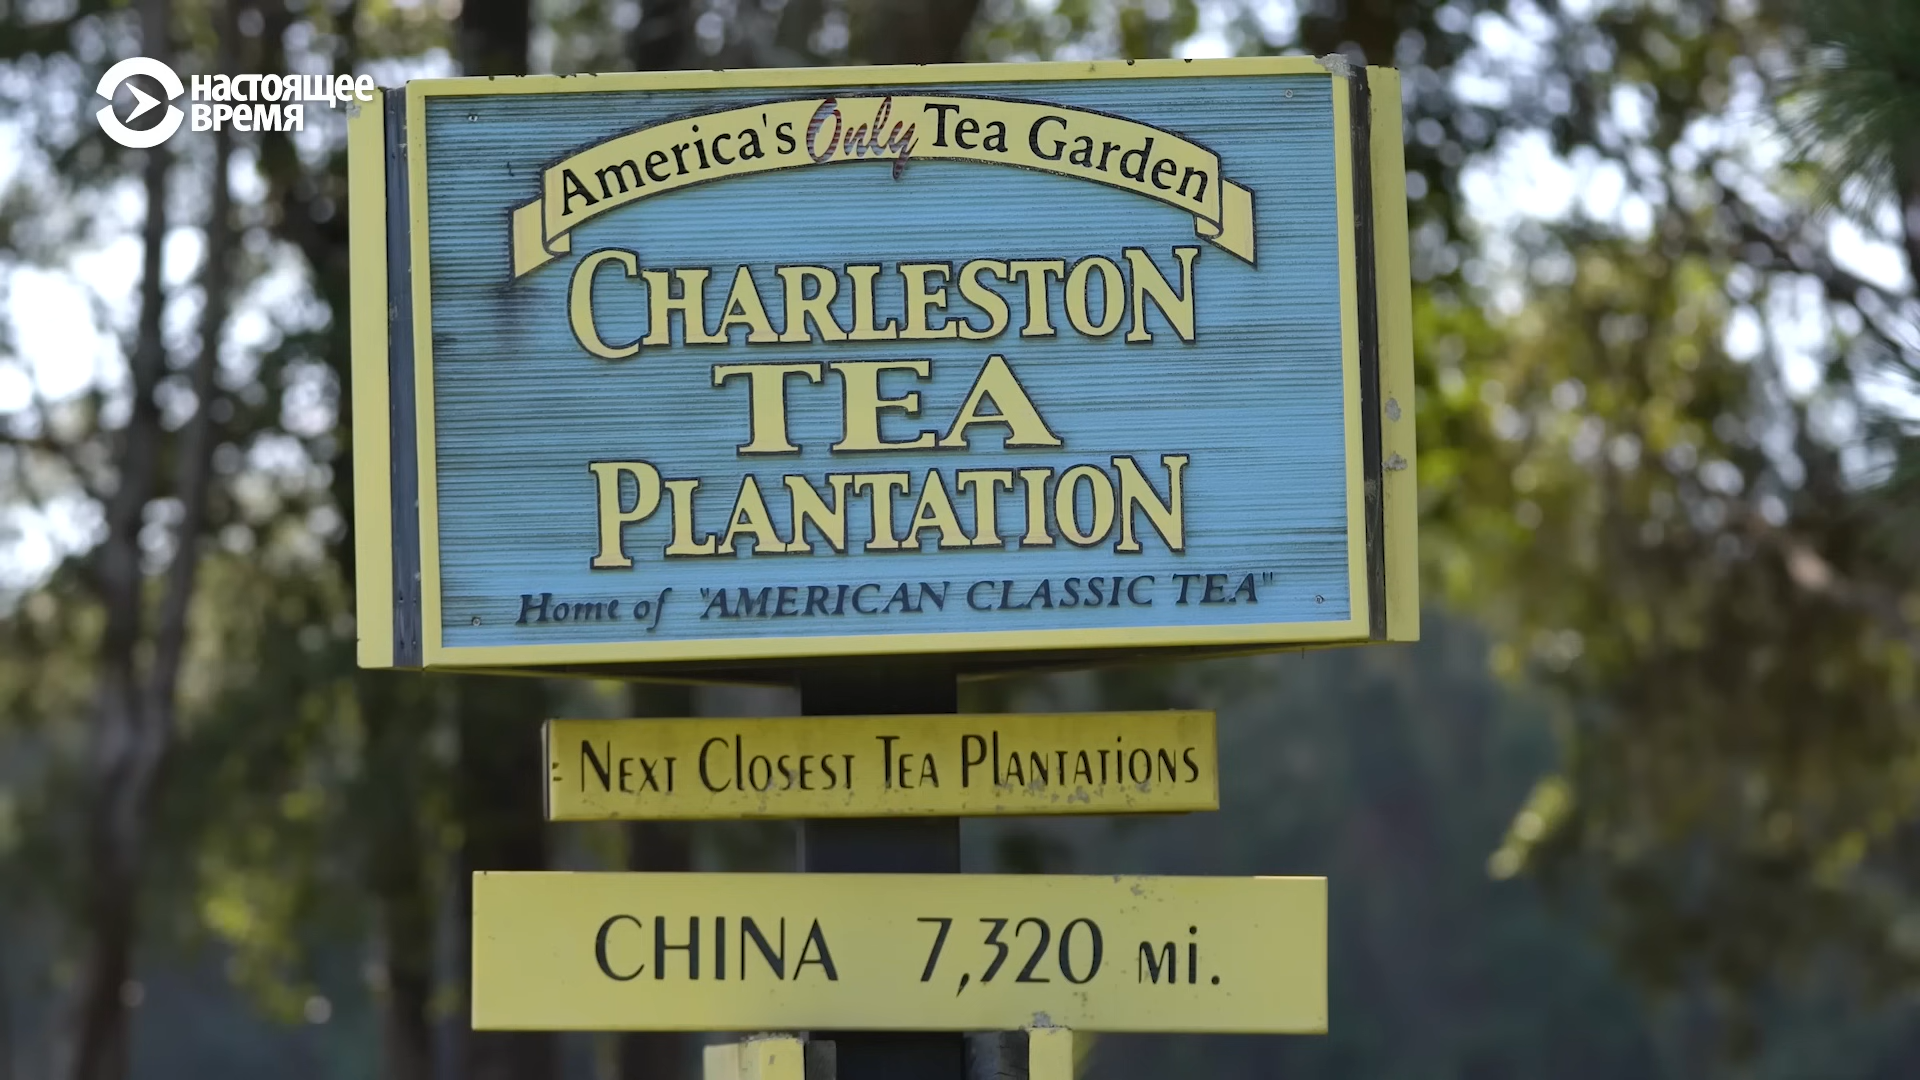 НАСТОЯЩЕЕ
ВРЕМЯ
America's Only Tea Garden
CHARLESTON
TEA
PLANTATION
Home of "AMERICAN CLASSIC TEA"
NEXT CLOSEST TEA PLANTATIONS
CHINA 7,320 mi.